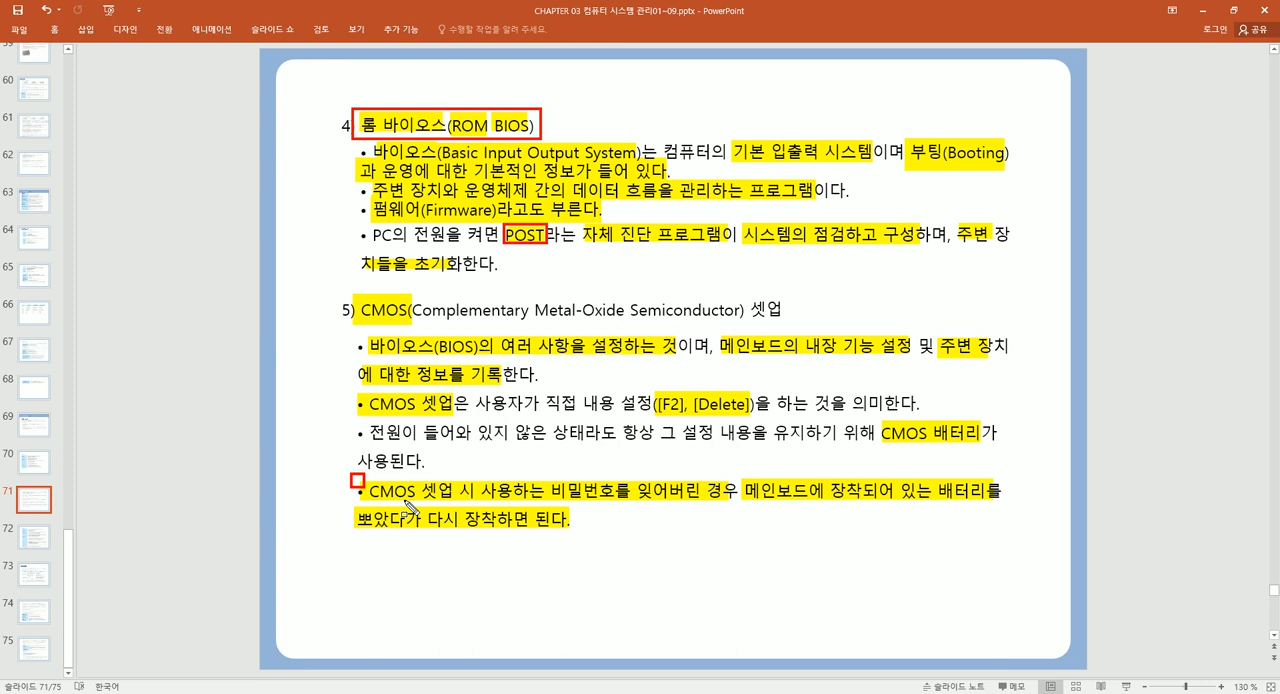 CHAPTER 03 컴퓨터 시스템 관리01~09.pptx - PowerPoint
파일 홈 삽입 디자인 전환 애니메이션 슬라이드 쇼 검토 보기 추가 기능 수행할 작업을 알려 주세요. 로그인 공유
59
60
61
62
63
64
65
66
67
68
69
70
71
72
73
74
75
4) 롬 바이오스(ROM BIOS)
• 바이오스(Basic Input Output System)는 컴퓨터의 기본 입출력 시스템이며 부팅(Booting)
과 운영에 대한 기본적인 정보가 들어 있다.
• 주변 장치와 운영체제 간의 데이터 흐름을 관리하는 프로그램이다.
• 펌웨어(Firmware)라고도 부른다.
• PC의 전원을 켜면 POST라는 자체 진단 프로그램이 시스템의 점검하고 구성하며, 주변 장
치들을 초기화한다.
5) CMOS(Complementary Metal-Oxide Semiconductor) 셋업
• 바이오스(BIOS)의 여러 사항을 설정하는 것이며, 메인보드의 내장 기능 설정 및 주변 장치
에 대한 정보를 기록한다.
• CMOS 셋업은 사용자가 직접 내용 설정([F2], [Delete])을 하는 것을 의미한다.
• 전원이 들어와 있지 않은 상태라도 항상 그 설정 내용을 유지하기 위해 CMOS 배터리가
사용된다.
• CMOS 셋업 시 사용하는 비밀번호를 잊어버린 경우 메인보드에 장착되어 있는 배터리를
뽀았다가 다시 장착하면 된다.
슬라이드 71/75 한국어 슬라이드 노트 메모 130 %